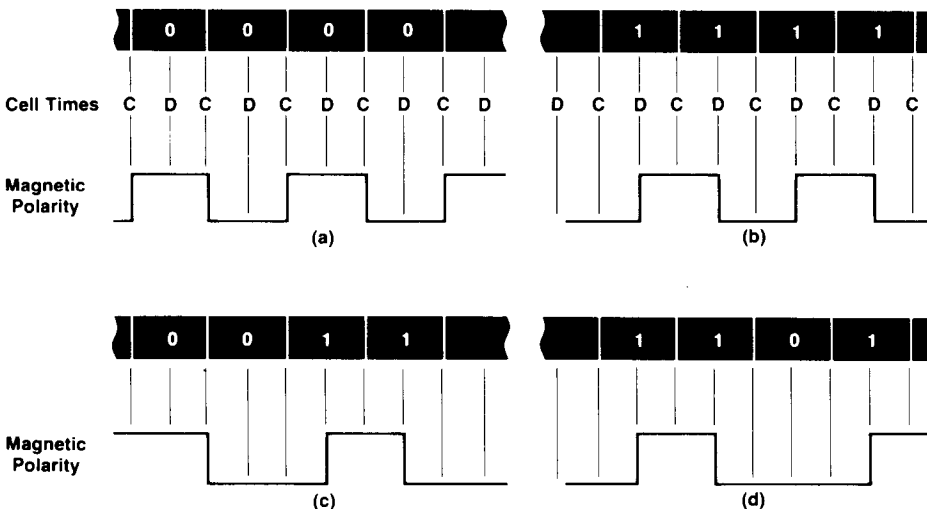 0 0 0 0
1 1 1 1
Cell Times C D C D C D C D C D
D C D C D C D C D C
Magnetic
Polarity
(a)
(b)
0 0 1 1
1 1 0 1
Magnetic
Polarity
(c)
(d)